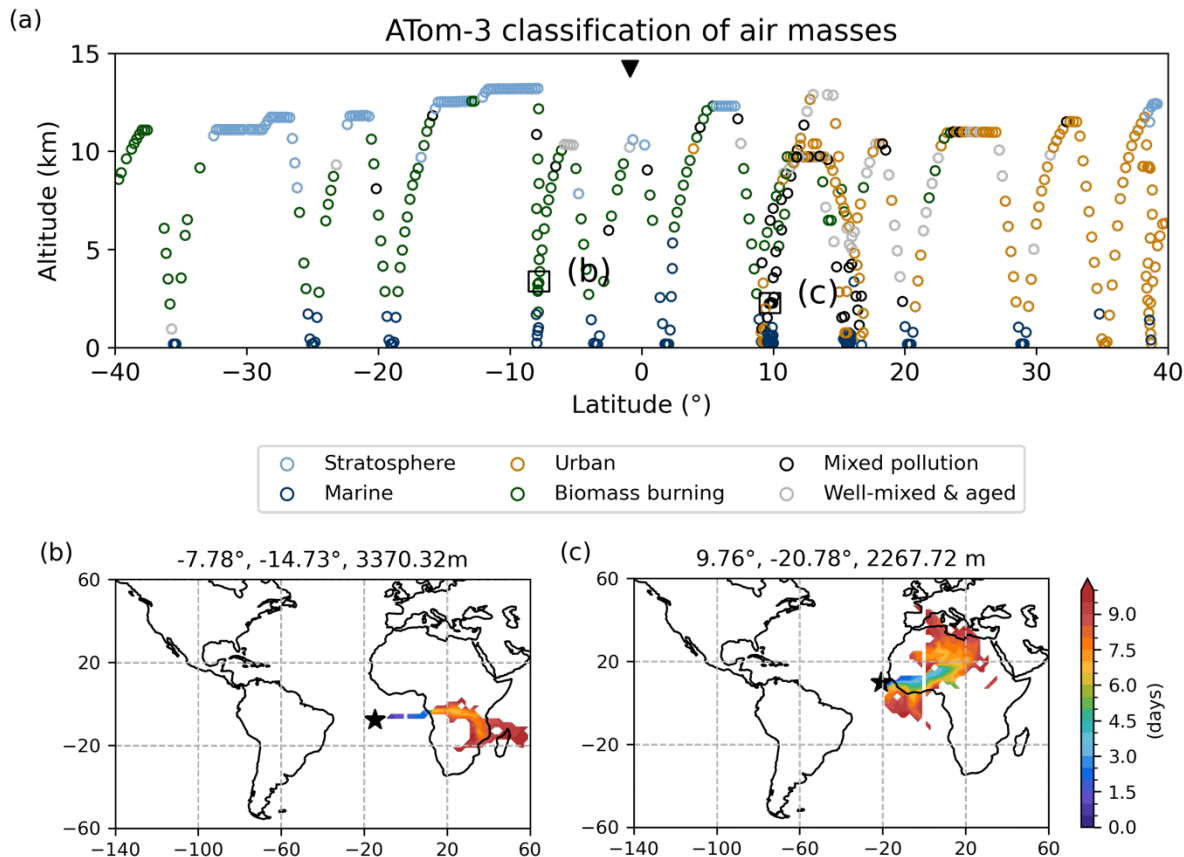 (a)
ATom-3 classification of air masses
15
10
5
0
Altitude (km)
(b)
(c)
−40 −30 −20 −10 0 10 20 30 40
Latitude (°)
Stratosphere Urban Mixed pollution
Marine Biomass burning Well-mixed & aged
(b)
-7.78°, -14.73°, 3370.32m
60
20
−20
−60
−140 −100 −60 −20 20 60
(c)
9.76°, -20.78°, 2267.72 m
60
20
−20
−60
−140 −100 −60 −20 20 60
9.0
7.5
6.0
4.5
3.0
1.5
0.0
(days)